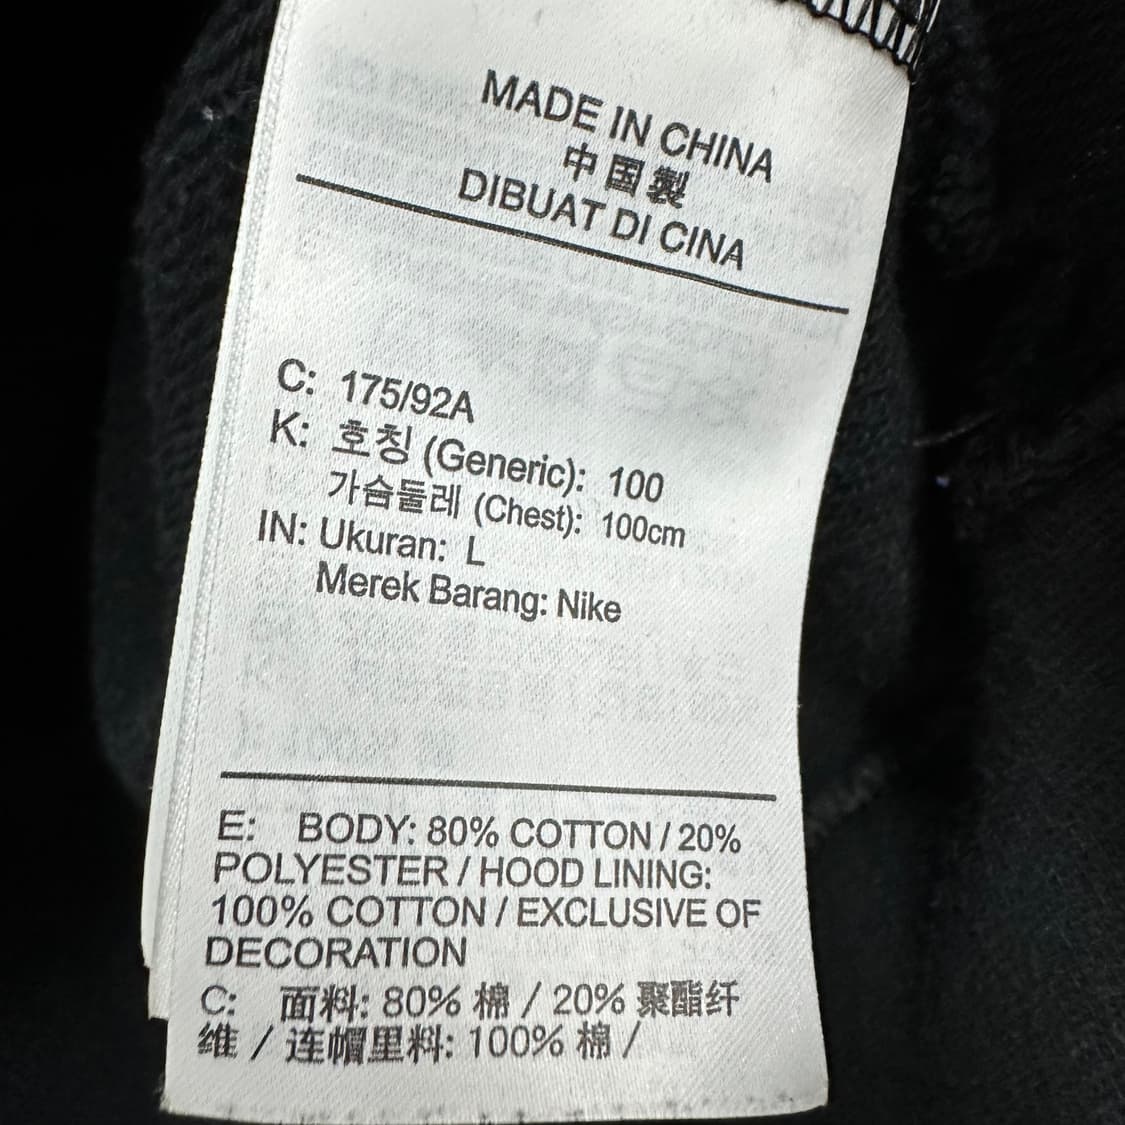 MADE IN CHINA
中国製
DIBUAT DI CINA
C: 175/92A
K: 호칭 (Generic): 100
가슴둘레 (Chest): 100cm
IN: Ukuran: L
Merek Barang: Nike
E: BODY: 80% COTTON / 20%
POLYESTER / HOOD LINING:
100% COTTON / EXCLUSIVE OF
DECORATION
C: 面料: 80% 棉 / 20% 聚酯纤
维 / 连帽里料: 100% 棉 /